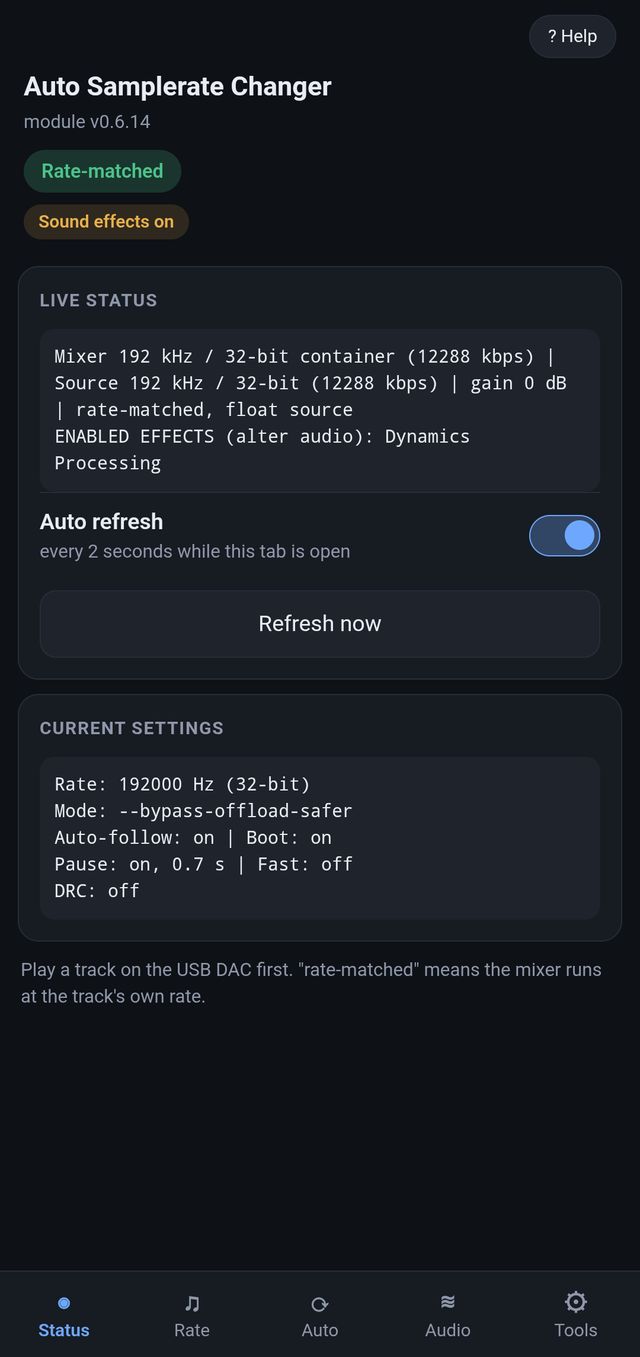 ? Help
Auto Samplerate Changer
module v0.6.14
Rate-matched
Sound effects on
LIVE STATUS
Mixer 192 kHz / 32-bit container (12288 kbps) |
Source 192 kHz / 32-bit (12288 kbps) | gain 0 dB
| rate-matched, float source
ENABLED EFFECTS (alter audio): Dynamics
Processing
Auto refresh
every 2 seconds while this tab is open
Refresh now
CURRENT SETTINGS
Rate: 192000 Hz (32-bit)
Mode: --bypass-offload-safer
Auto-follow: on | Boot: on
Pause: on, 0.7 s | Fast: off
DRC: off
Play a track on the USB DAC first. "rate-matched" means the mixer runs
at the track's own rate.
Status
Rate
Auto
Audio
Tools